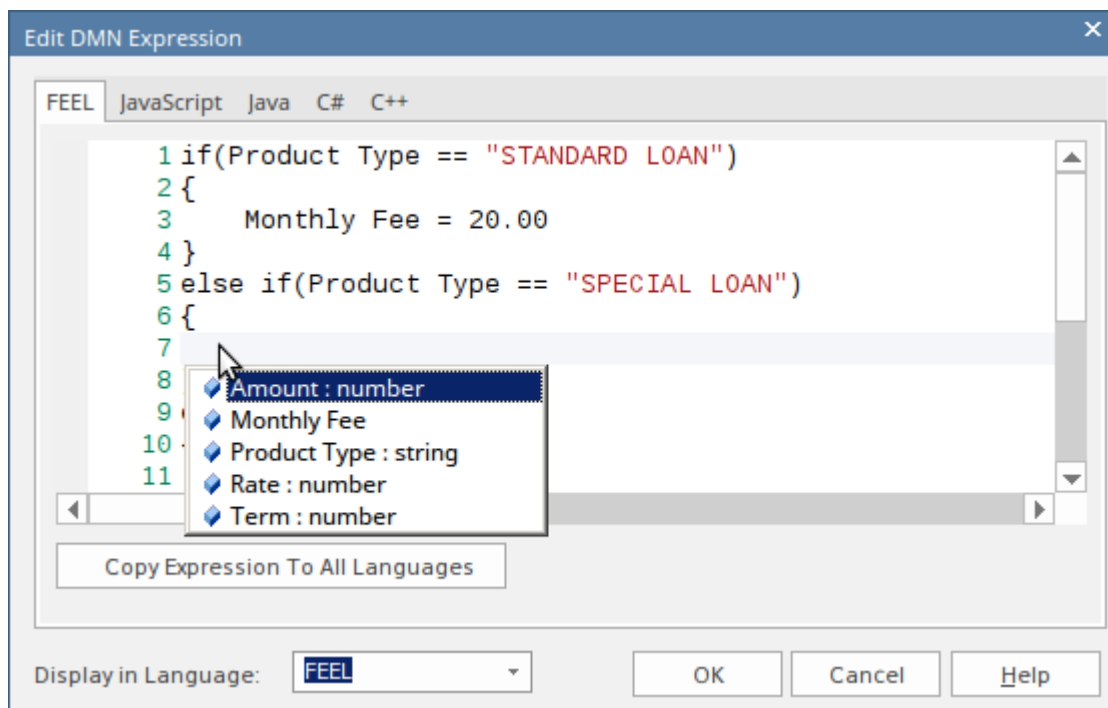 Edit DMN Expression
FEEL JavaScript Java C# C++
1 if(Product Type == "STANDARD LOAN")
2 {
3     Monthly Fee = 20.00
4 }
5 else if(Product Type == "SPECIAL LOAN")
6 {
7
8
Amount : number
9
Monthly Fee
10
Product Type : string
11
Rate : number
Term : number
Copy Expression To All Languages
Display in Language: FEEL OK Cancel Help